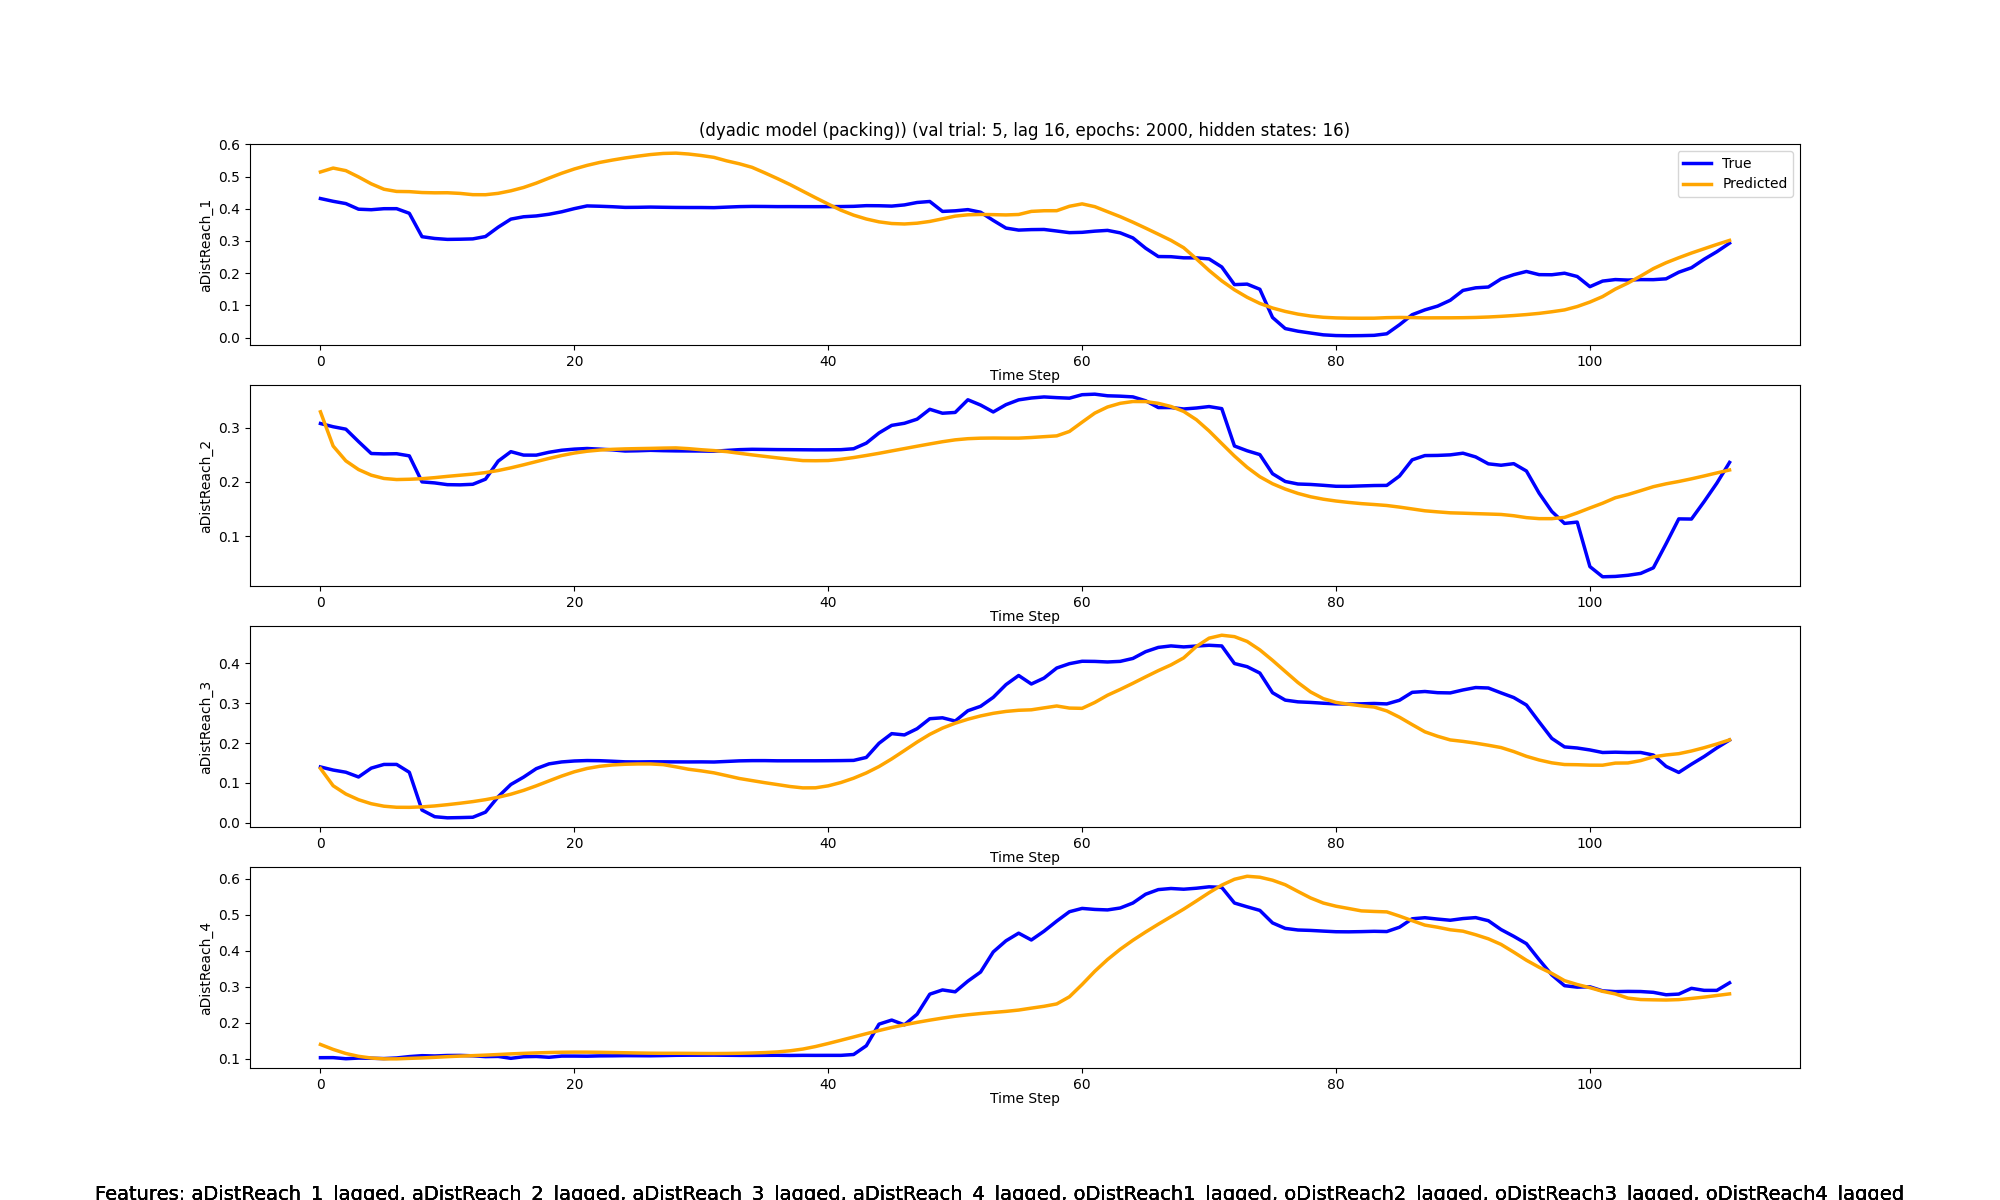 (dyadic model (packing)) (val trial: 5, lag 16, epochs: 2000, hidden states: 16)
True
Predicted
aDistReach_1
0.6
0.5
0.4
0.3
0.2
0.1
0.0
0 20 40 60 80 100
Time Step
aDistReach_2
0.3
0.2
0.1
0 20 40 60 80 100
Time Step
aDistReach_3
0.4
0.3
0.2
0.1
0.0
0 20 40 60 80 100
Time Step
aDistReach_4
0.6
0.5
0.4
0.3
0.2
0.1
0 20 40 60 80 100
Time Step
Features: aDistReach_1_lagged, aDistReach_2_lagged, aDistReach_3_lagged, aDistReach_4_lagged, oDistReach1_lagged, oDistReach2_lagged, oDistReach3_lagged, oDistReach4_lagged